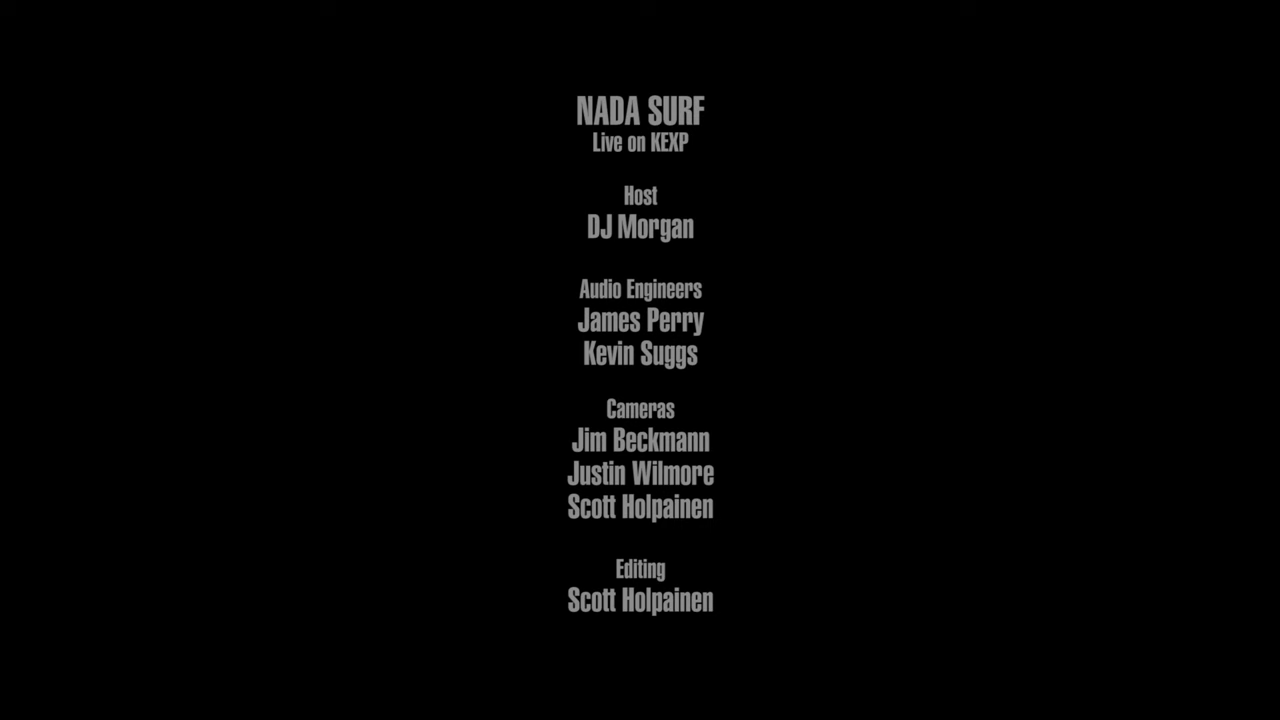 NADA SURF
Live on KEXP
Host
DJ Morgan
Audio Engineers
James Perry
Kevin Suggs
Cameras
Jim Beckmann
Justin Wilmore
Scott Holpainen
Editing
Scott Holpainen